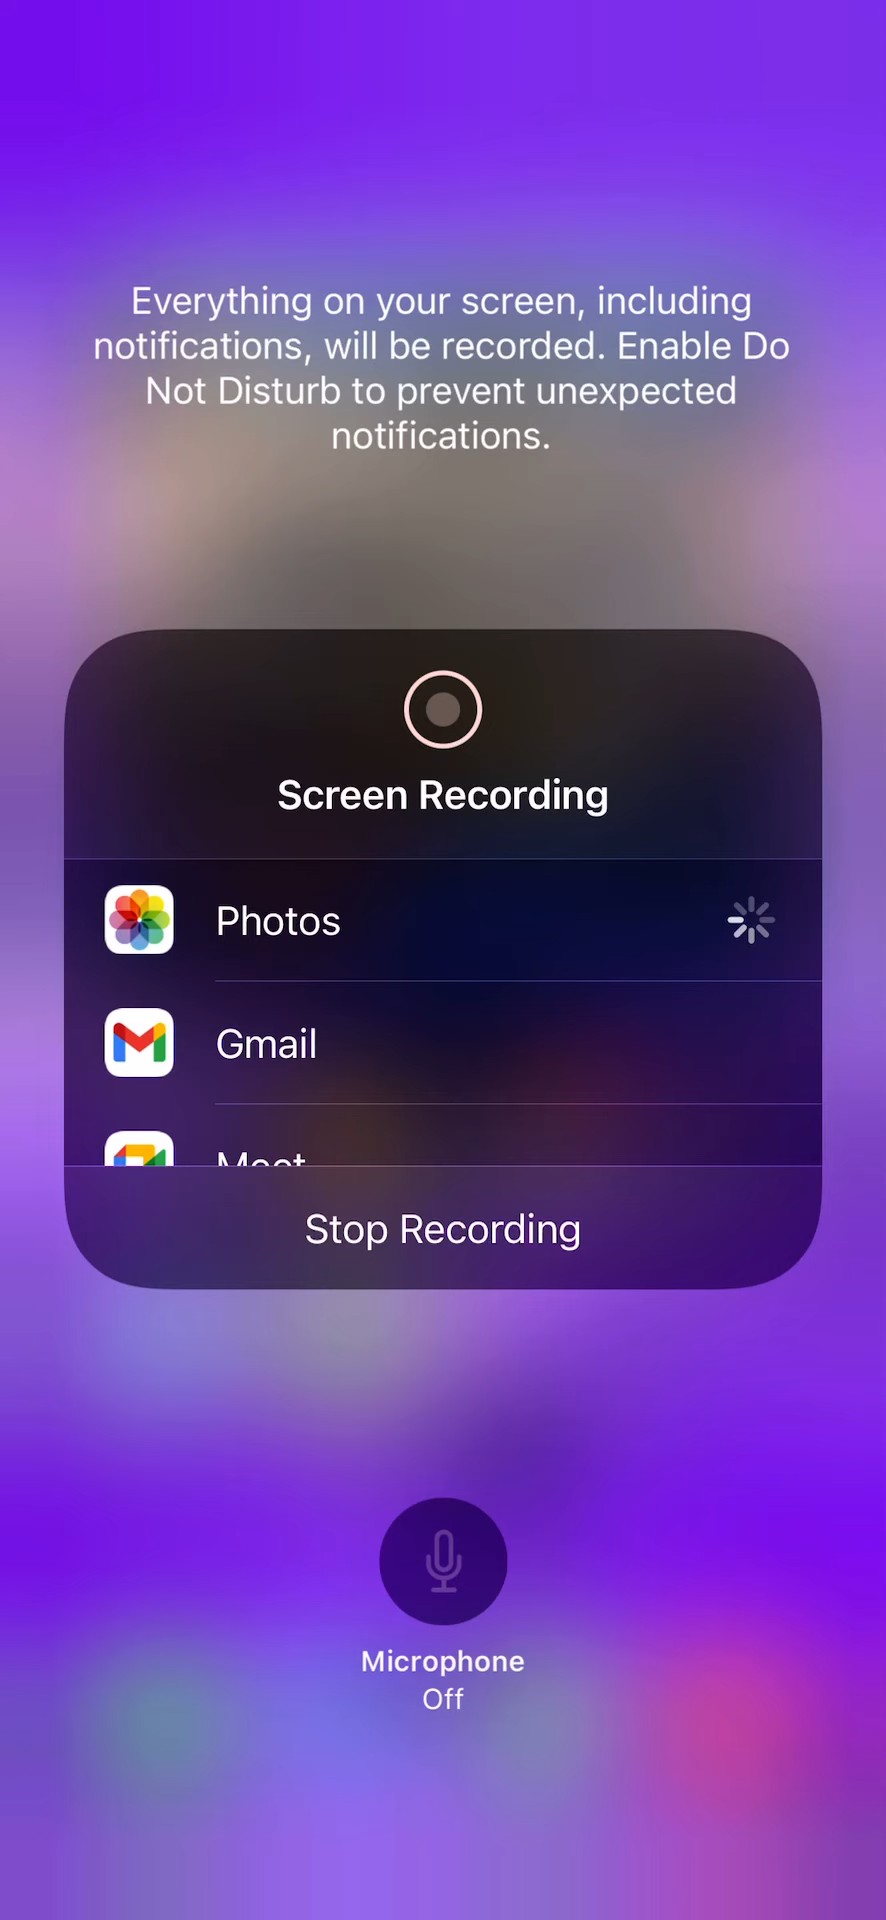 Everything on your screen, including
notifications, will be recorded. Enable Do
Not Disturb to prevent unexpected
notifications.
Screen Recording
Photos
Gmail
Meet
Stop Recording
Microphone
Off